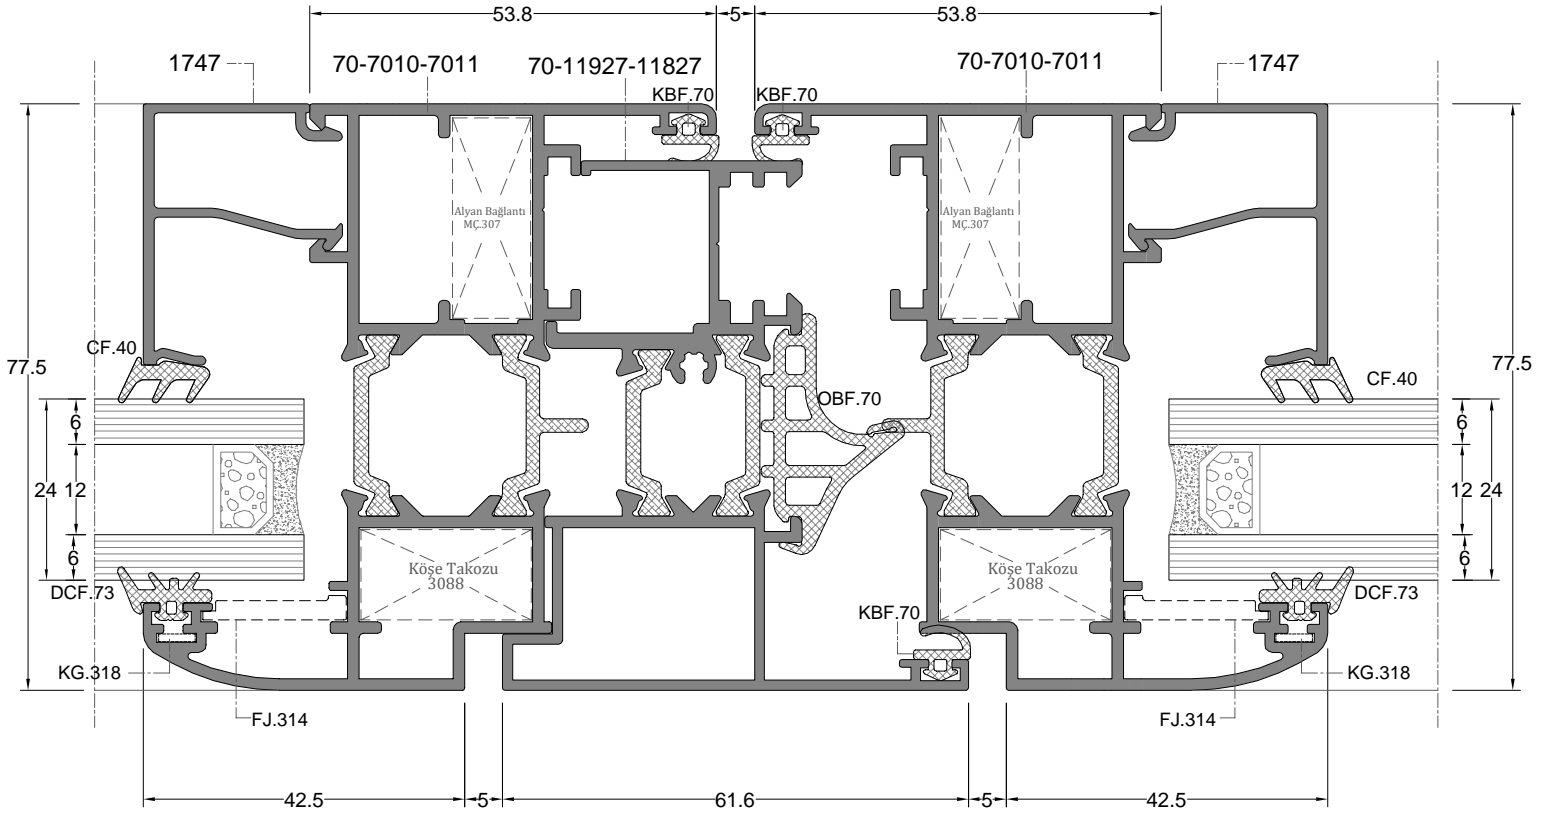 53.8
5
53.8
1747
70-7010-7011
70-11927-11827
70-7010-7011
1747
KBF.70
KBF.70
Alyan Bağlantı
MÇ.307
Alyan Bağlantı
MÇ.307
77.5
CF.40
OBF.70
CF.40
77.5
6
24
12
6
6
12
24
6
Köşe Takozu
3088
Köşe Takozu
3088
DCF.73
DCF.73
KBF.70
KG.318
KG.318
FJ.314
FJ.314
42.5
5
61.6
5
42.5